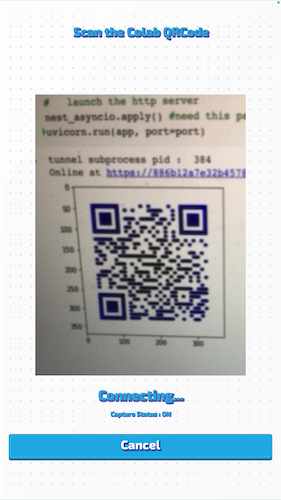 Scan the Colab QRCode
# launch the http server
nest_asyncio.apply() #need this pa
uvicorn.run(app, port=port)
tunnel subprocess pid : 384
Online at https://886b12a7e32b4578
0
50
100
150
200
250
300
350
0 100 200 300
Connecting...
Capture Status : ON
Cancel